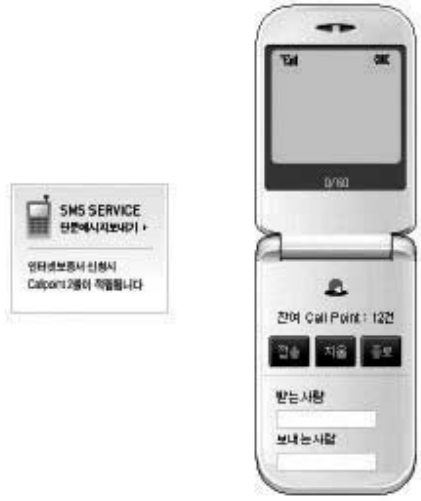 SMS SERVICE
단문메시지보내기
인터넷보증서 신청시
Callpoint 2콜이 적립됩니다
0/80
잔여 Call Point : 12건
전송 지움 종료
받는사람
보내는사람